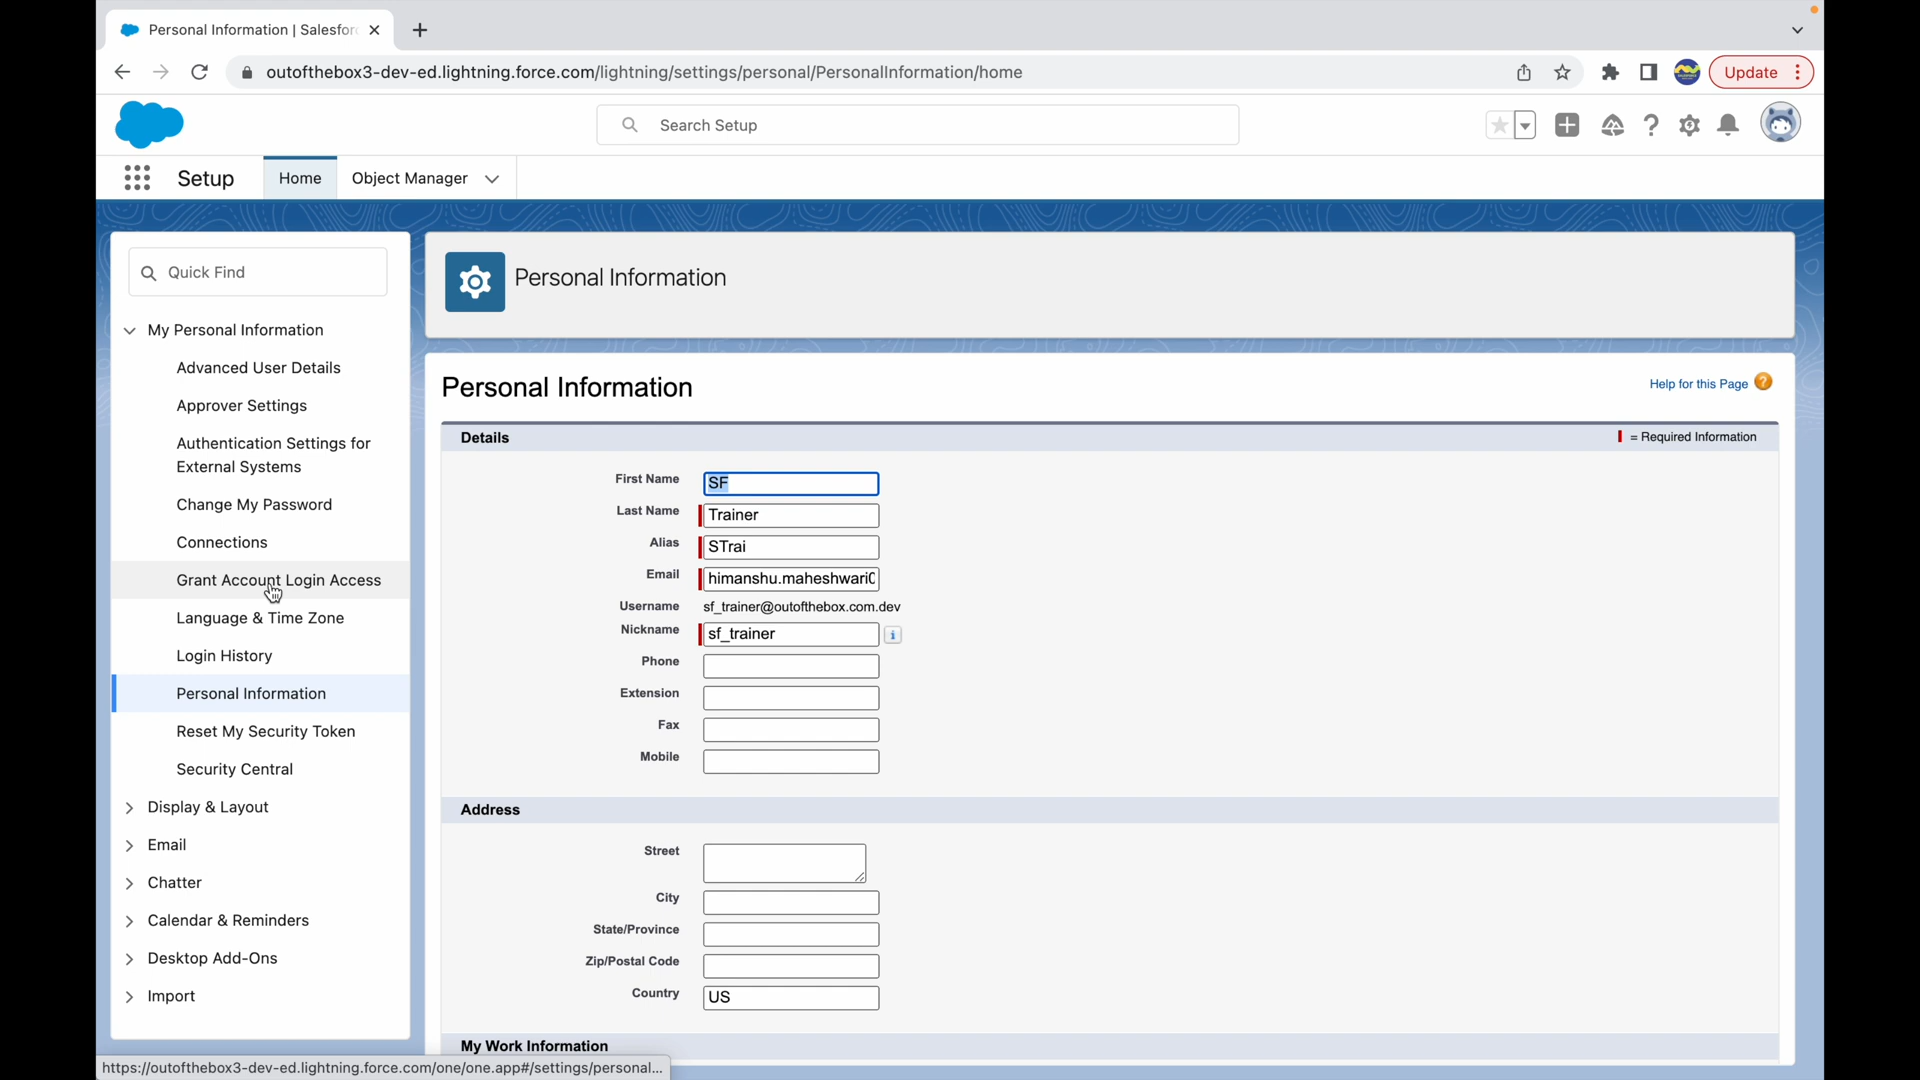 Personal Information | Salesforc
outofthebox3-dev-ed.lightning.force.com/lightning/settings/personal/PersonalInformation/home
Update
Search Setup
Setup
Home
Object Manager
Quick Find
My Personal Information
Advanced User Details
Approver Settings
Authentication Settings for
External Systems
Change My Password
Connections
Grant Account Login Access
Language & Time Zone
Login History
Personal Information
Reset My Security Token
Security Central
Display & Layout
Email
Chatter
Calendar & Reminders
Desktop Add-Ons
Import
Personal Information
Personal Information
Help for this Page
Details
= Required Information
First Name SF
Last Name Trainer
Alias STrai
Email himanshu.maheshwari
Username sf_trainer@outofthebox.com.dev
Nickname sf_trainer
Phone
Extension
Fax
Mobile
Address
Street
City
State/Province
Zip/Postal Code
Country US
My Work Information
https://outofthebox3-dev-ed.lightning.force.com/one/one.app#/settings/personal...